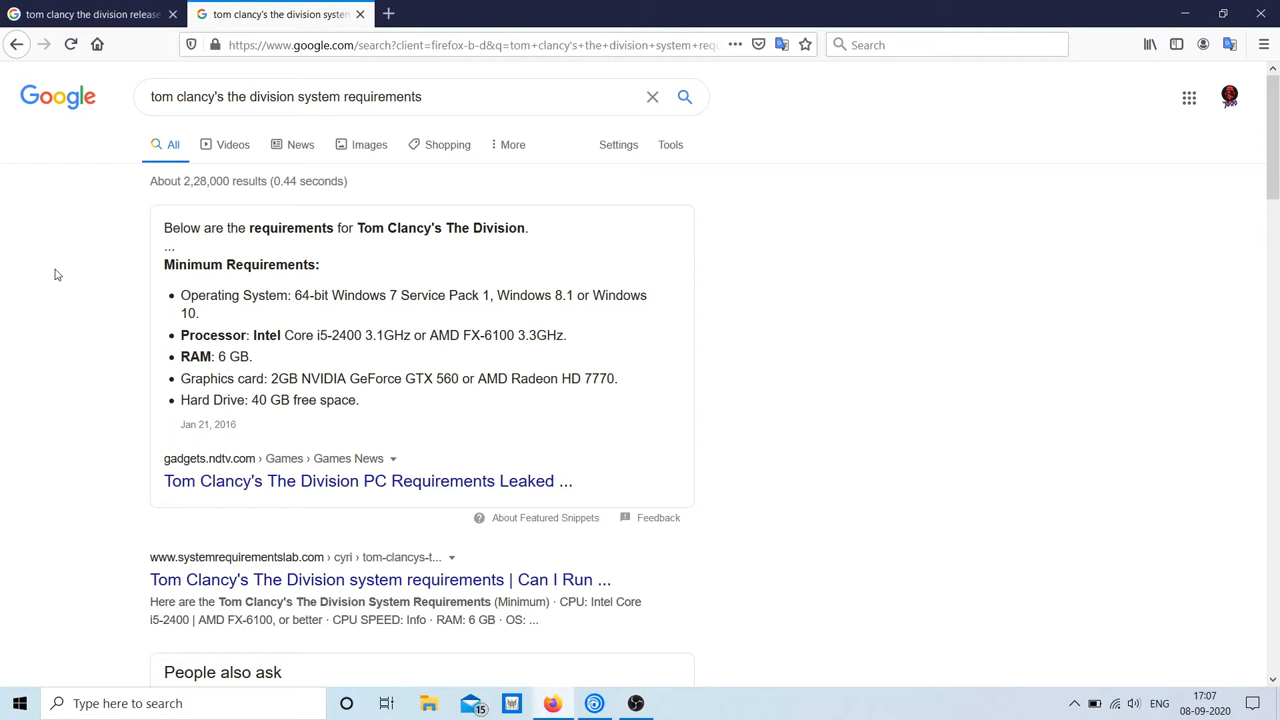 tom clancy the division release
tom clancy's the division system
https://www.google.com/search?client=firefox-b-d&q=tom+clancy's+the+division+system+requ
Search
Google
tom clancy's the division system requirements
All
Videos
News
Images
Shopping
More
Settings
Tools
About 2,28,000 results (0.44 seconds)
Below are the requirements for Tom Clancy's The Division.
...
Minimum Requirements:
• Operating System: 64-bit Windows 7 Service Pack 1, Windows 8.1 or Windows
10.
• Processor: Intel Core i5-2400 3.1GHz or AMD FX-6100 3.3GHz.
• RAM: 6 GB.
• Graphics card: 2GB NVIDIA GeForce GTX 560 or AMD Radeon HD 7770.
• Hard Drive: 40 GB free space.
Jan 21, 2016
gadgets.ndtv.com › Games › Games News
Tom Clancy's The Division PC Requirements Leaked ...
About Featured Snippets
Feedback
www.systemrequirementslab.com › cyri › tom-clancys-t...
Tom Clancy's The Division system requirements | Can I Run ...
Here are the Tom Clancy's The Division System Requirements (Minimum) · CPU: Intel Core
i5-2400 | AMD FX-6100, or better · CPU SPEED: Info · RAM: 6 GB · OS: ...
People also ask
Type here to search
15
ENG
17:07
08-09-2020